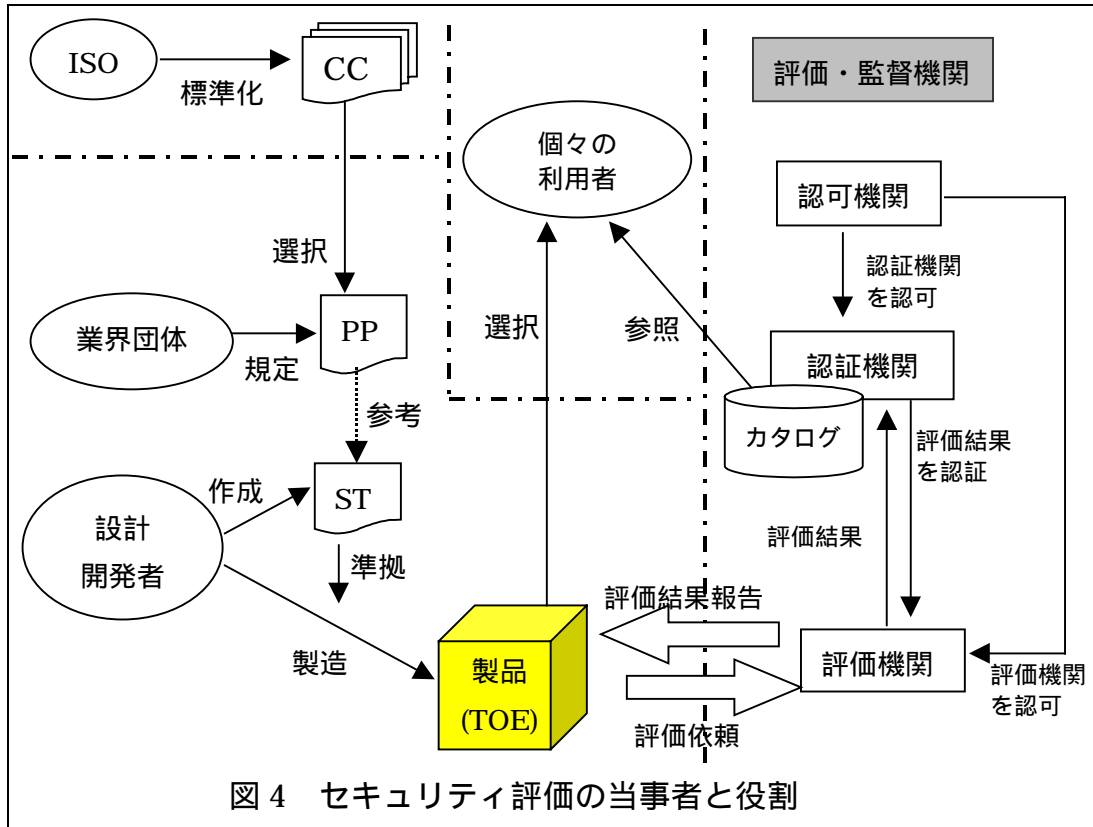 ISO
標準化
CC
評価・監督機関
個々の
利用者
認可機関
選択
認証機関
を認可
業界団体
規定
PP
選択
参照
認証機関
カタログ
参考
評価結果
を認証
設計
開発者
作成
ST
準拠
評価結果
製造
製品
(TOE)
評価結果報告
評価依頼
評価機関
評価機関
を認可
図 4 セキュリティ評価の当事者と役割